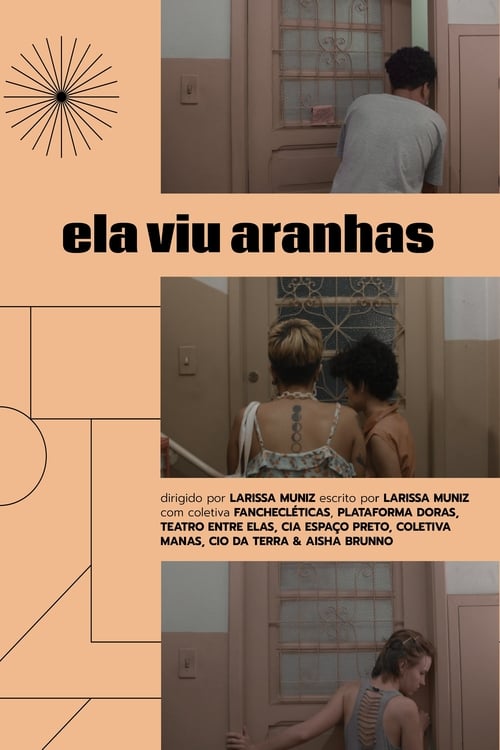 ela viu aranhas
dirigido por LARISSA MUNIZ escrito por LARISSA MUNIZ
com coletiva FANCHECLÉTICAS, PLATAFORMA DORAS,
TEATRO ENTRE ELAS, CIA ESPAÇO PRETO, COLETIVA
MANAS, CIO DA TERRA & AISHA BRUNNO